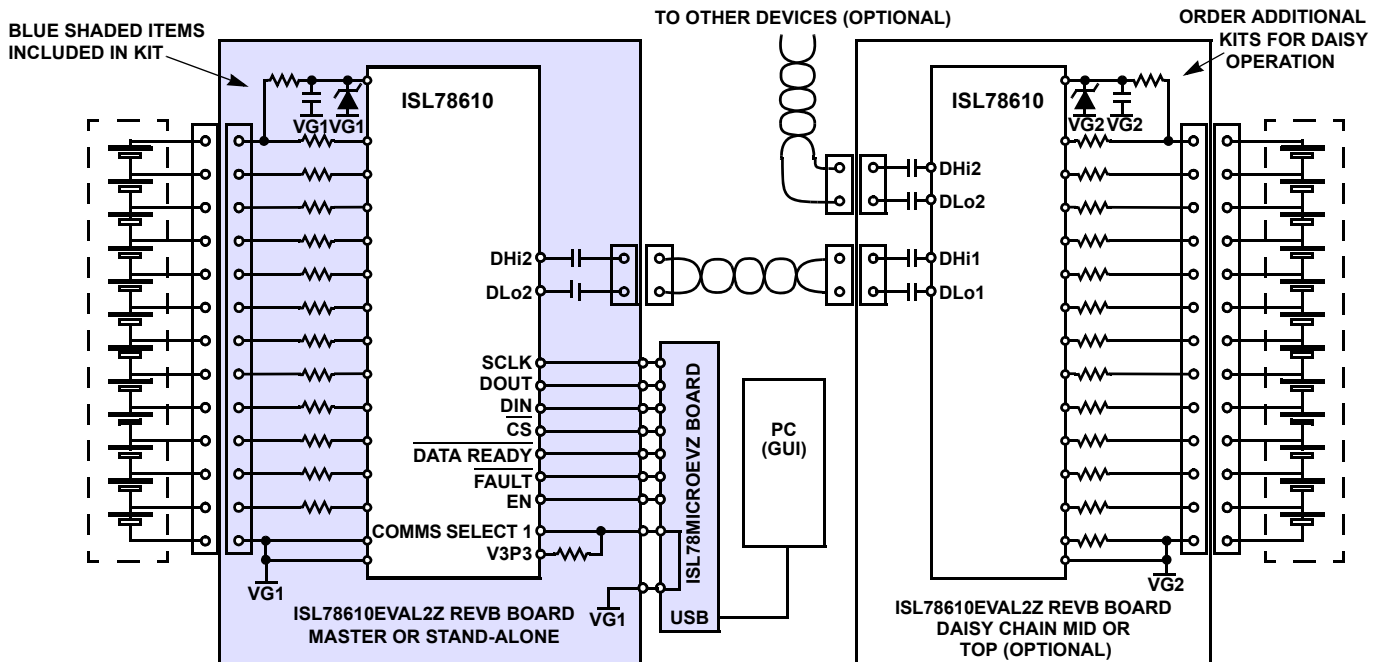 TO OTHER DEVICES (OPTIONAL)
BLUE SHADED ITEMS
INCLUDED IN KIT
ORDER ADDITIONAL
KITS FOR DAISY
OPERATION
ISL78610
VG1 VG1
DHi2
DLo2
SCLK
DOUT
DIN
CS
DATA READY
FAULT
EN
COMMS SELECT 1
V3P3
VG1
VG1
ISL78610EVAL2Z REVB BOARD
MASTER OR STAND-ALONE
ISL78MICROEVZ BOARD
USB
PC
(GUI)
ISL78610
VG2 VG2
DHi2
DLo2
DHi1
DLo1
VG2
ISL78610EVAL2Z REVB BOARD
DAISY CHAIN MID OR
TOP (OPTIONAL)